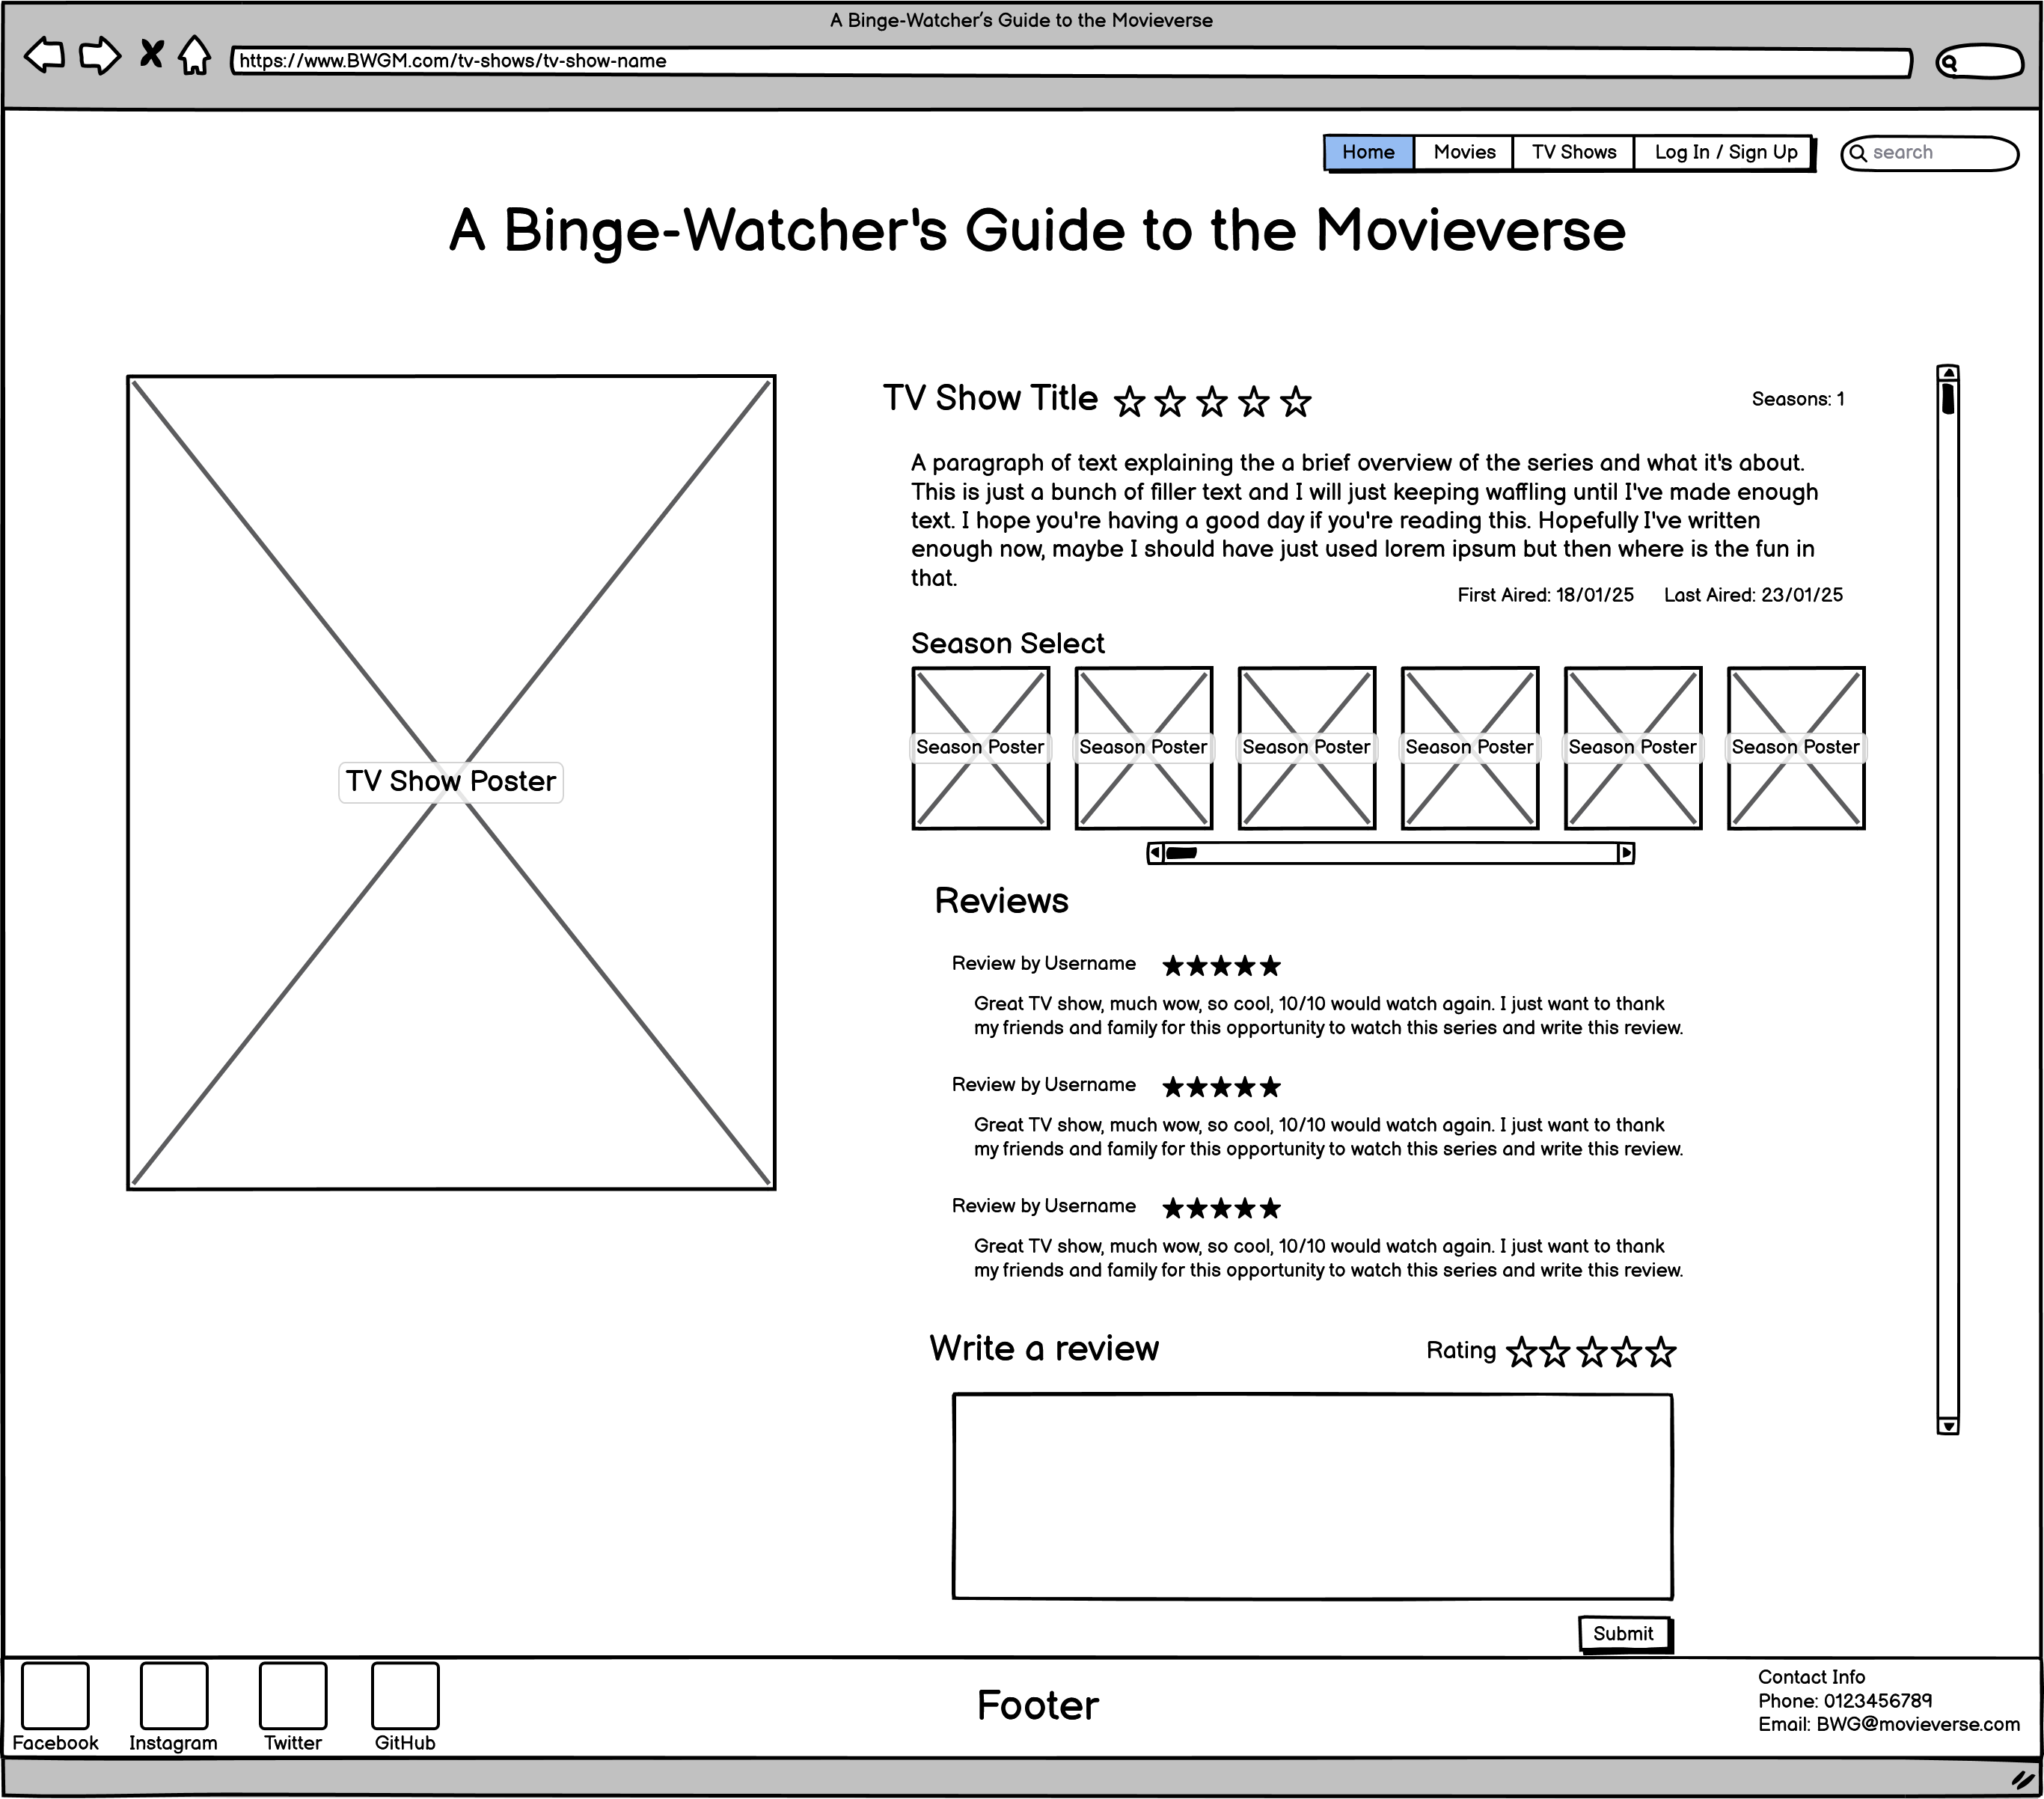 A Binge-Watcher's Guide to the Movieverse
https://www.BWGM.com/tv-shows/tv-show-name
Home Movies TV Shows Log In / Sign Up search
A Binge-Watcher's Guide to the Movieverse
TV Show Poster
TV Show Title Seasons: 1
A paragraph of text explaining the a brief overview of the series and what it's about.
This is just a bunch of filler text and I will just keeping waffling until I've made enough
text. I hope you're having a good day if you're reading this. Hopefully I've written
enough now, maybe I should have just used lorem ipsum but then where is the fun in
that.
First Aired: 18/01/25 Last Aired: 23/01/25
Season Select
Season Poster Season Poster Season Poster Season Poster Season Poster Season Poster
Reviews
Review by Username
Great TV show, much wow, so cool, 10/10 would watch again. I just want to thank
my friends and family for this opportunity to watch this series and write this review.
Review by Username
Great TV show, much wow, so cool, 10/10 would watch again. I just want to thank
my friends and family for this opportunity to watch this series and write this review.
Review by Username
Great TV show, much wow, so cool, 10/10 would watch again. I just want to thank
my friends and family for this opportunity to watch this series and write this review.
Write a review Rating
Submit
Facebook Instagram Twitter GitHub
Footer
Contact Info
Phone: 0123456789
Email: BWG@movieverse.com